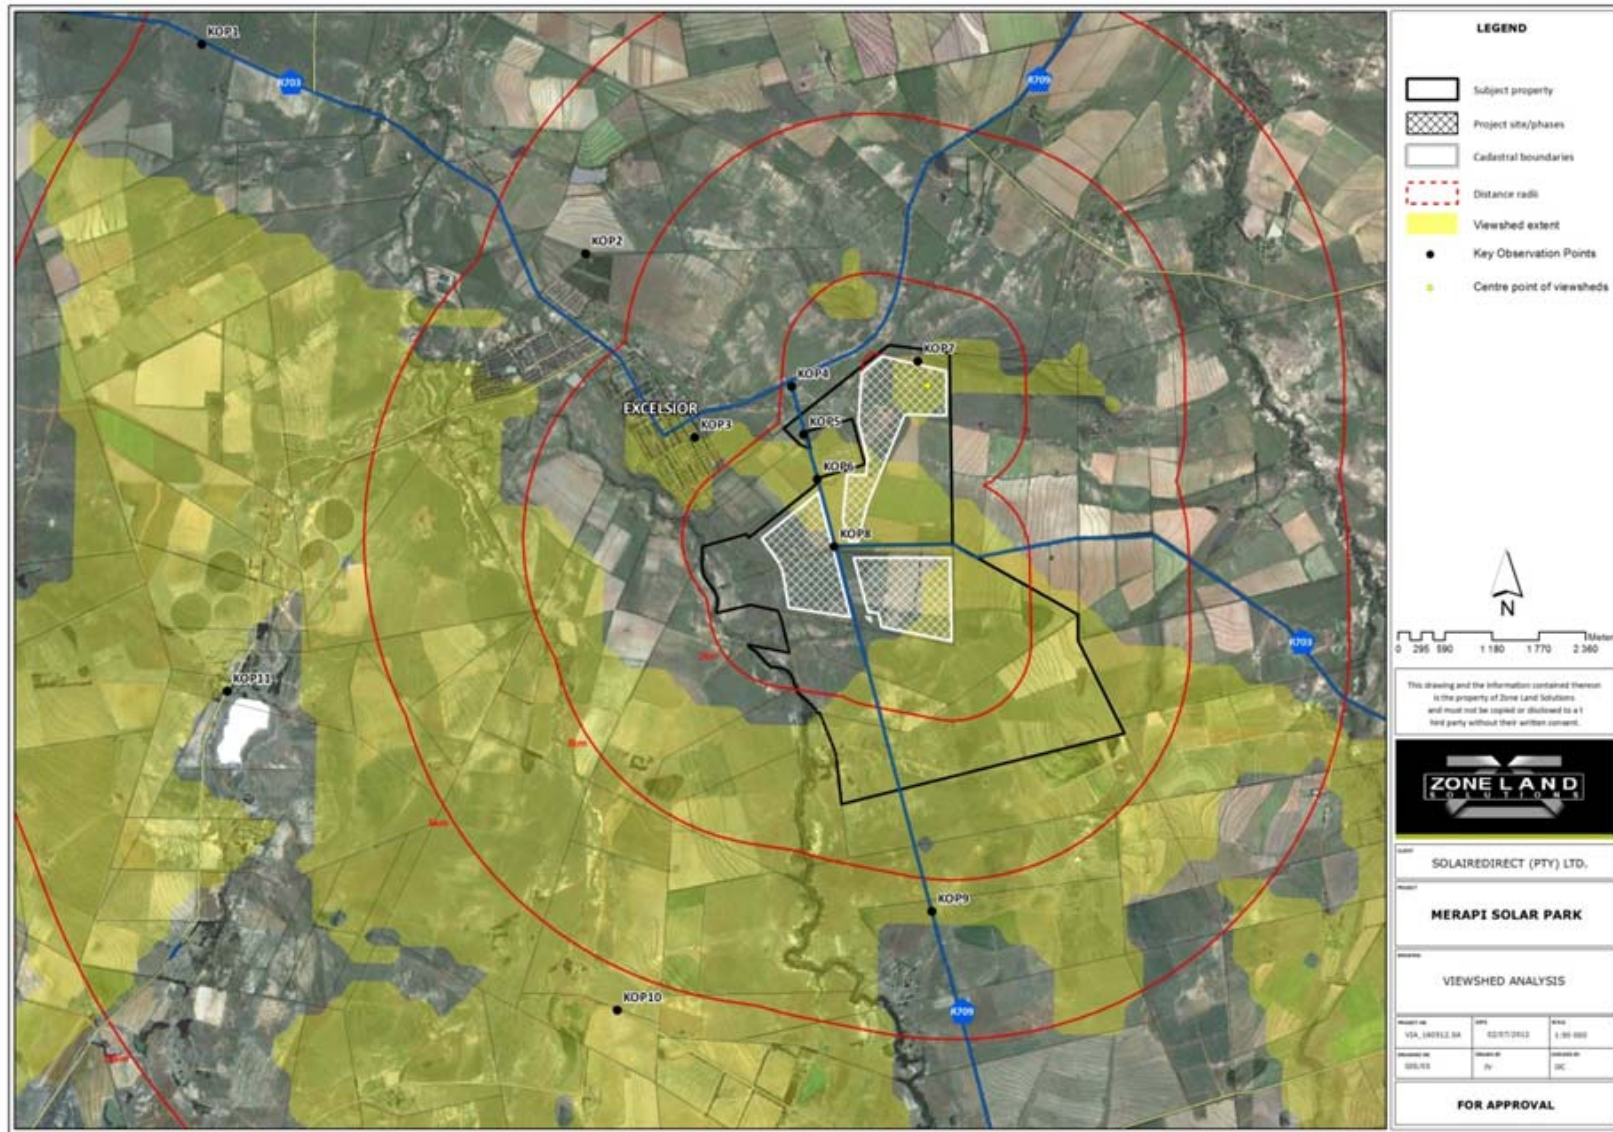 KOP1
R703
R709
KOP2
KOP7
KOP4
EXCELSIOR
KOP3
KOP5
KOP6
KOP8
R703
KOP11
KOP9
KOP10
R709
LEGEND
Subject property
Project site/phases
Cadastral boundaries
Distance radii
Viewshed extent
Key Observation Points
Centre point of viewsheds
N
Meter
0 295 590 1 180 1 770 2 360
This drawing and the information contained thereon
is the property of Zone Land Solutions
and must not be copied or disclosed to a t
hird party without their written consent.
ZONE LAND
SOLUTIONS
SOLAIREDIRECT (PTY) LTD.
MERAPI SOLAR PARK
VIEWSHED ANALYSIS
FOR APPROVAL